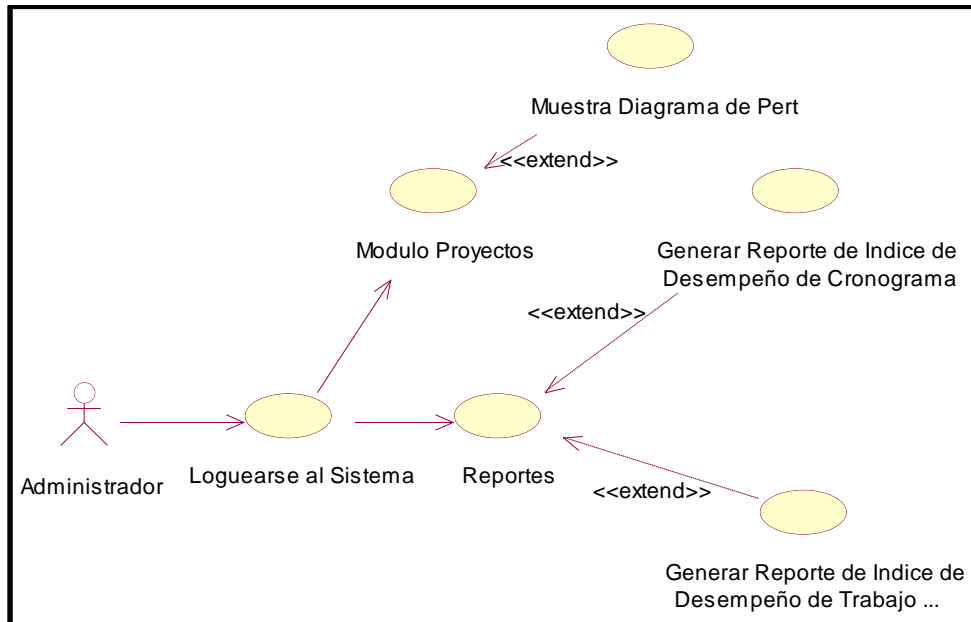 Muestra Diagrama de Pert
<<extend>>
Modulo Proyectos
Generar Reporte de Indice de
Desempeño de Cronograma
<<extend>>
Administrador
Loguearse al Sistema
Reportes
<<extend>>
Generar Reporte de Indice de
Desempeño de Trabajo ...